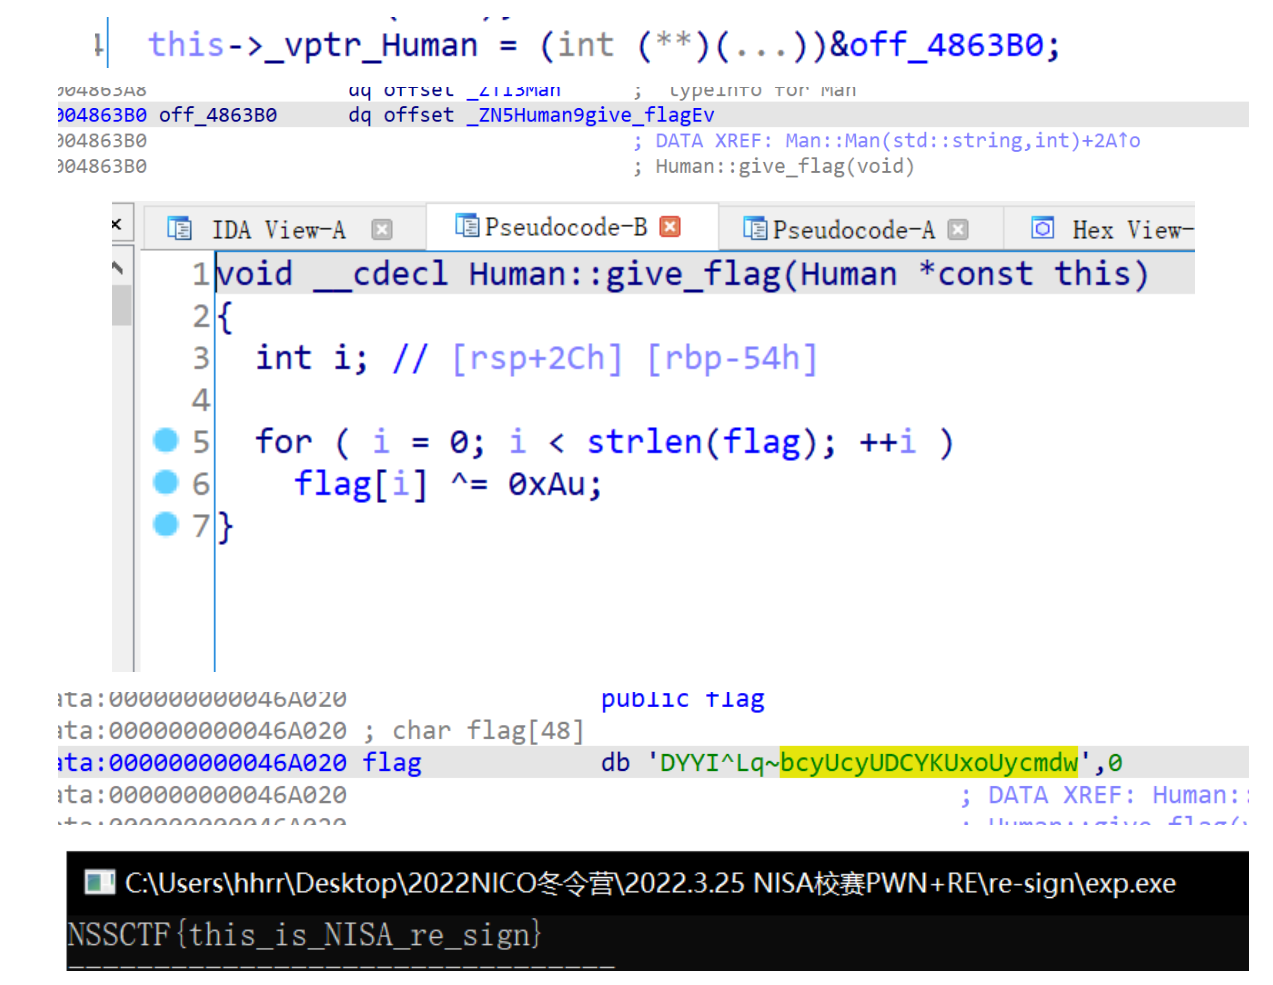 4 this->_vptr_Human = (int (**)(...))&off_4863B0;
004863A8 dq offset _ZTI3Man ; `typeinfo for'Man
004863B0 off_4863B0 dq offset _ZN5Human9give_flagEv
004863B0 ; DATA XREF: Man::Man(std::string,int)+2A↑o
004863B0 ; Human::give_flag(void)
IDA View-A Pseudocode-B Pseudocode-A Hex View-
1 void __cdecl Human::give_flag(Human *const this)
2 {
3 int i; // [rsp+2Ch] [rbp-54h]
4
5 for ( i = 0; i < strlen(flag); ++i )
6 flag[i] ^= 0xAu;
7 }
ata:000000000046A020 public flag
ata:000000000046A020 ; char flag[48]
ata:000000000046A020 flag db 'DYYI^Lq~bcyUcyUDCYKUxoUycmdw',0
ata:000000000046A020 ; DATA XREF: Human::
ata:000000000046A020 ; Human::give_flag(v
C:\Users\hhrr\Desktop\2022NICO冬令营\2022.3.25 NISA校赛PWN+RE\re-sign\exp.exe
NSSCTF{this_is_NISA_re_sign}
--------------------------------